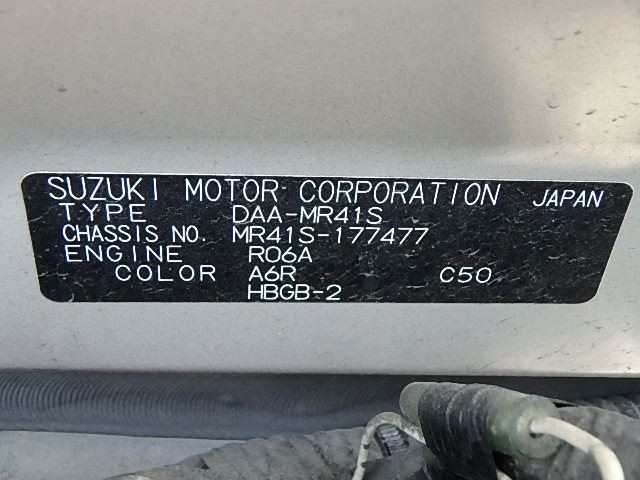 SUZUKI MOTOR CORPORATION JAPAN
TYPE DAA-MR41S
CHASSIS NO. MR41S-177477
ENGINE R06A
COLOR A6R C50
HBGB-2